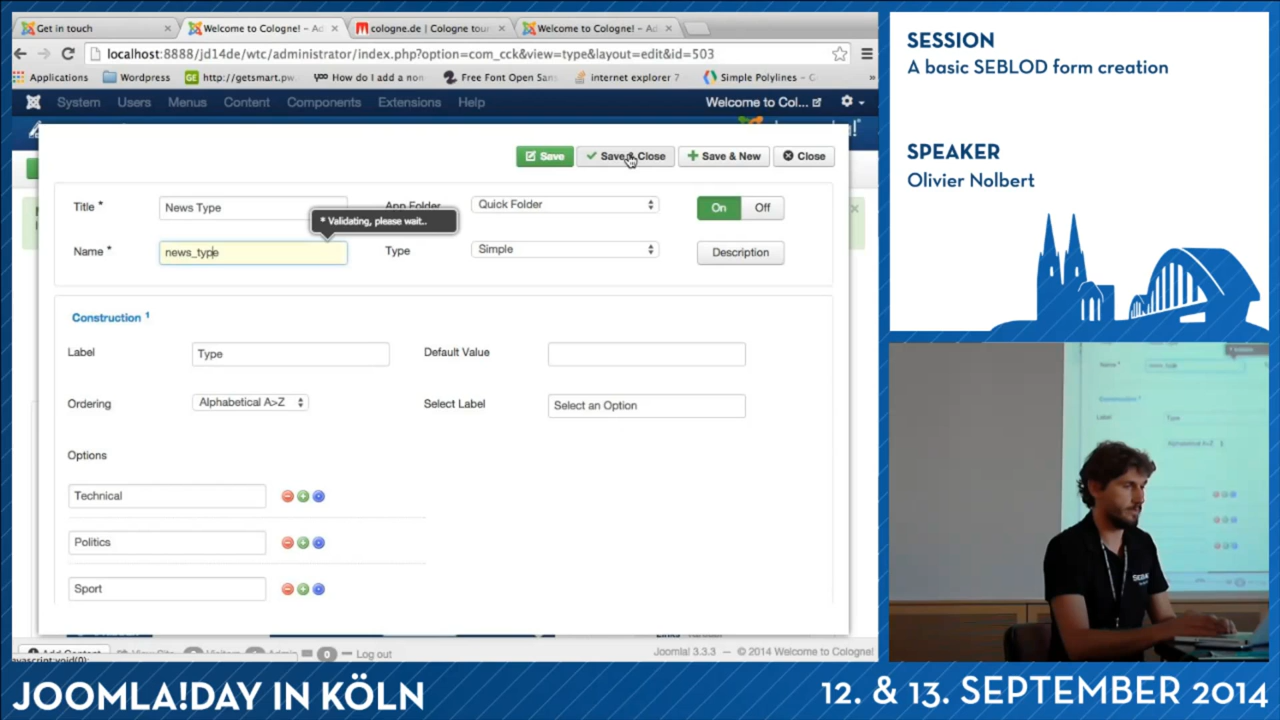 Get in touch
Welcome to Cologne! – Ad
cologne.de | Cologne tour
Welcome to Cologne! – Ad
localhost:8888/jd14de/wtc/administrator/index.php?option=com_cck&view=type&layout=edit&id=503
Applications
Wordpress
http://getsmart.pw
How do I add a non
Free Font Open San
internet explorer 7
Simple Polylines – G
System
Users
Menus
Content
Components
Extensions
Help
Welcome to Col...
Save
Save & Close
Save & New
Close
Title *
News Type
App Folder
Quick Folder
On
Off
* Validating, please wait..
Name *
news_type
Type
Simple
Description
Construction 1
Label
Type
Default Value
Ordering
Alphabetical A>Z
Select Label
Select an Option
Options
Technical
Politics
Sport
0
Log out
Joomla! 3.3.3 — © 2014 Welcome to Cologne!
SESSION
A basic SEBLOD form creation
SPEAKER
Olivier Nolbert
JOOMLA!DAY IN KÖLN
12. & 13. SEPTEMBER 2014